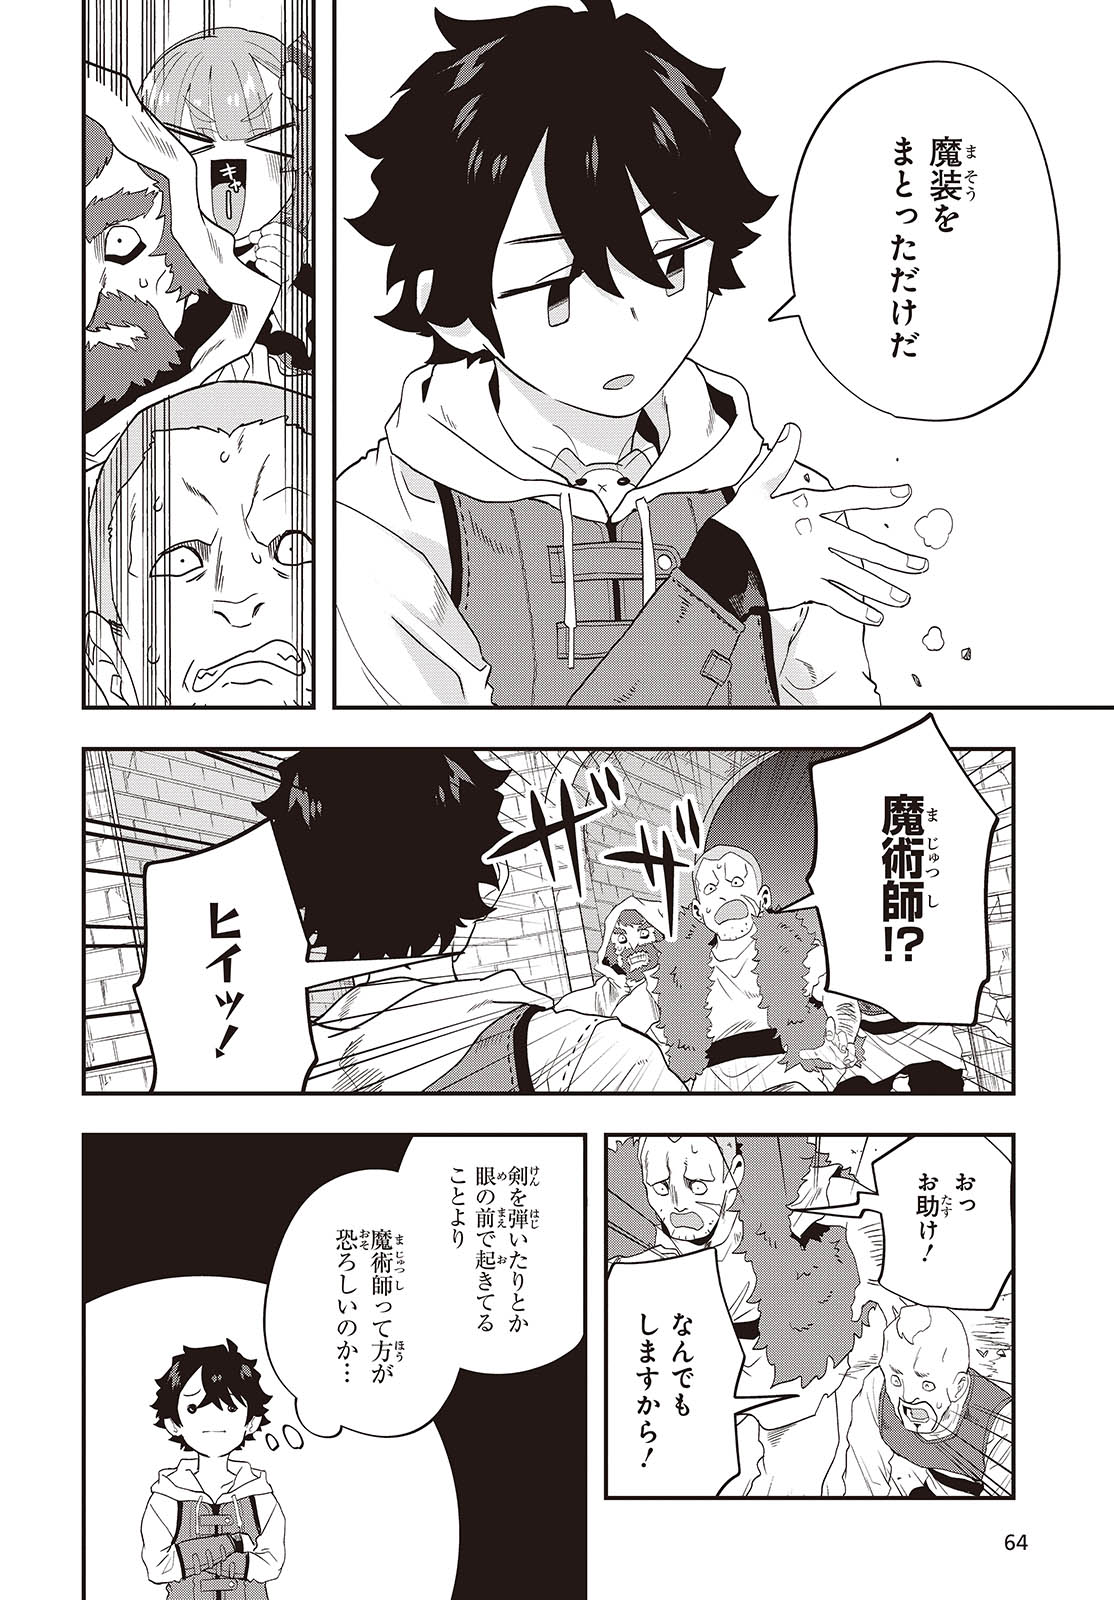 魔装を
まとっただけだ
キャー
魔術師!?
ズザザ
ヒイッ!
おっ
お助け!
なんでも
しますから!
剣を弾いたりとか
眼の前で起きてる
ことより
魔術師って方が
恐ろしいのか…
64